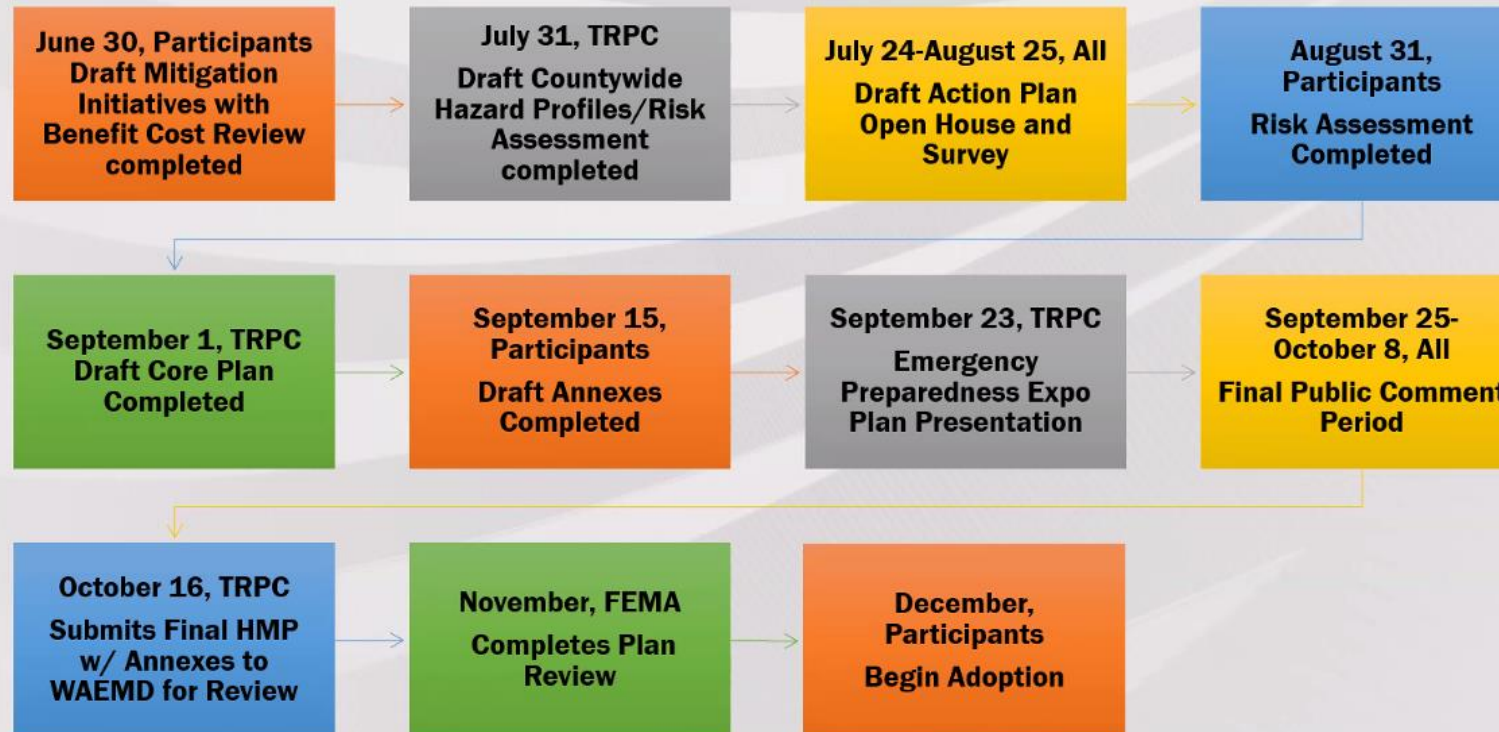 June 30, Participants
Draft Mitigation
Initiatives with
Benefit Cost Review
completed
July 31, TRPC
Draft Countywide
Hazard Profiles/Risk
Assessment
completed
July 24-August 25, All
Draft Action Plan
Open House and
Survey
August 31,
Participants
Risk Assessment
Completed
September 1, TRPC
Draft Core Plan
Completed
September 15,
Participants
Draft Annexes
Completed
September 23, TRPC
Emergency
Preparedness Expo
Plan Presentation
September 25-
October 8, All
Final Public Comment
Period
October 16, TRPC
Submits Final HMP
w/ Annexes to
WAEMD for Review
November, FEMA
Completes Plan
Review
December,
Participants
Begin Adoption